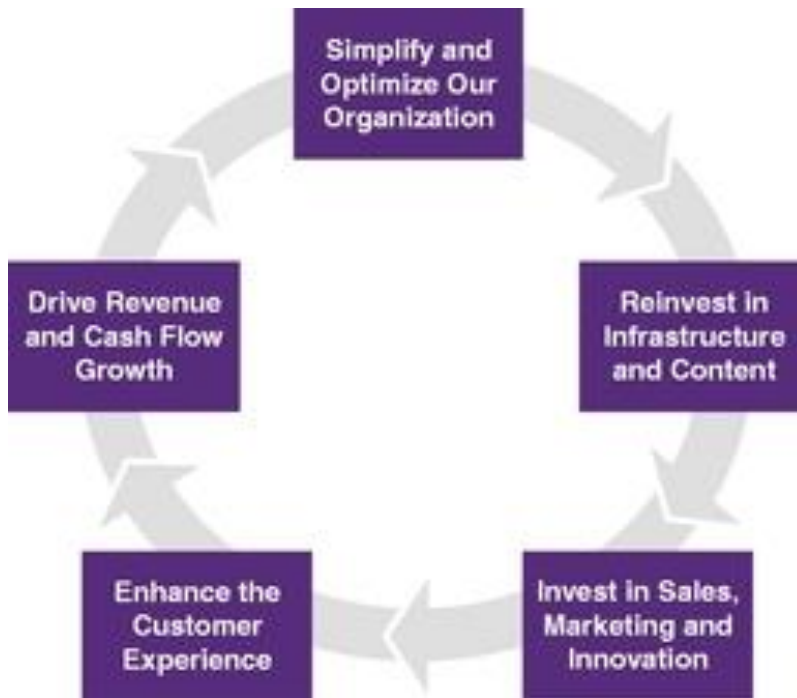 Simplify and
Optimize Our
Organization
Reinvest in
Infrastructure
and Content
Invest in Sales,
Marketing and
Innovation
Enhance the
Customer
Experience
Drive Revenue
and Cash Flow
Growth